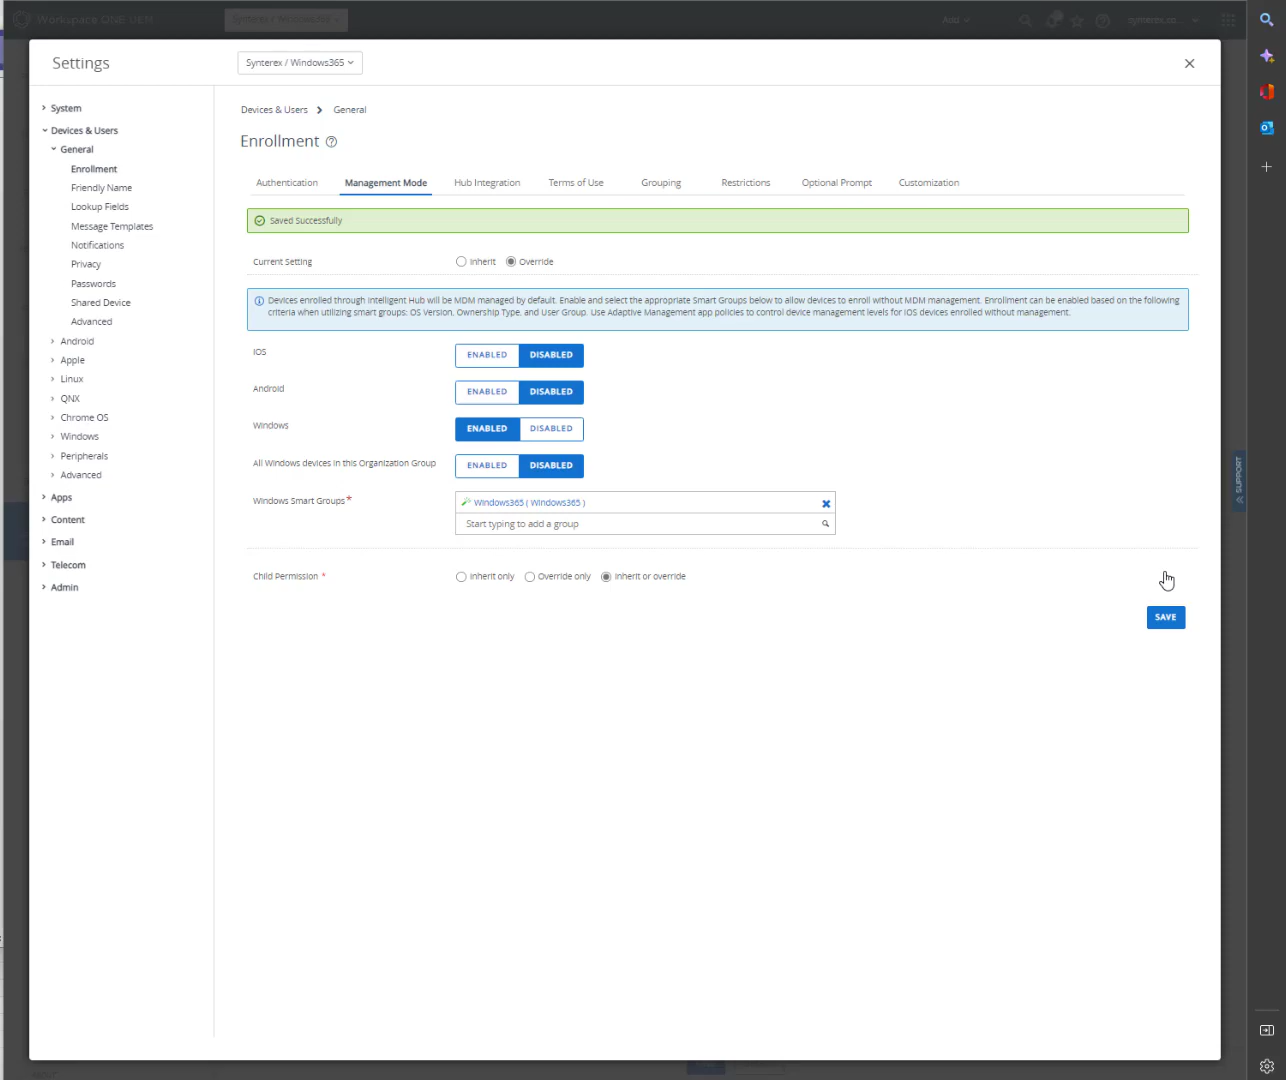 Workspace ONE UEM
Synterex / Windows365
Add
Settings
Synterex / Windows365
System
Devices & Users
General
Enrollment
Friendly Name
Lookup Fields
Message Templates
Notifications
Privacy
Passwords
Shared Device
Advanced
Android
Apple
Linux
QNX
Chrome OS
Windows
Peripherals
Advanced
Apps
Content
Email
Telecom
Admin
Devices & Users > General
Enrollment
Authentication Management Mode Hub Integration Terms of Use Grouping Restrictions Optional Prompt Customization
Saved Successfully
Current Setting Inherit Override
Devices enrolled through Intelligent Hub will be MDM managed by default. Enable and select the appropriate Smart Groups below to allow devices to enroll without MDM management. Enrollment can be enabled based on the following
criteria when utilizing smart groups: OS Version, Ownership Type, and User Group. Use Adaptive Management app policies to control device management levels for iOS devices enrolled without management.
iOS ENABLED DISABLED
Android ENABLED DISABLED
Windows ENABLED DISABLED
All Windows devices in this Organization Group ENABLED DISABLED
Windows Smart Groups* Windows365 ( Windows365 )
Start typing to add a group
Child Permission * Inherit only Override only Inherit or override
SAVE
SUPPORT